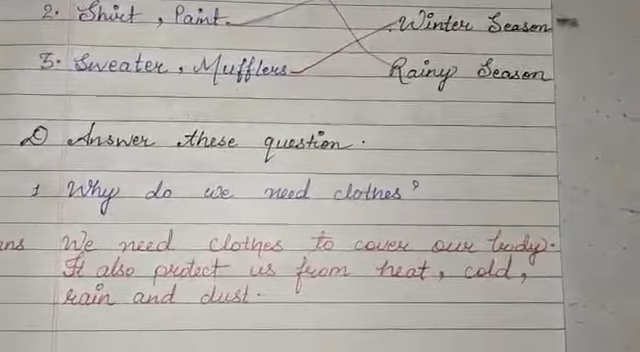 2. Shirt, Paint.
Winter Season
3. Sweater, Mufflers
Rainy Season
D Answer these question.
1 Why do we need clothes?
ans We need clothes to cover our body.
It also protect us from heat, cold,
rain and dust.